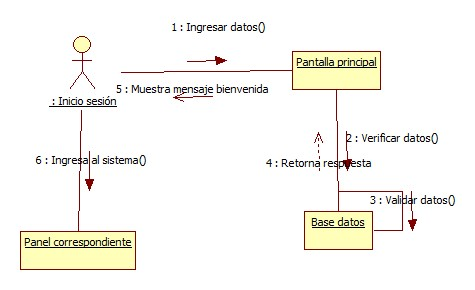 1 : Ingresar datos()
Pantalla principal
5 : Muestra mensaje bienvenida
: Inicio sesión
2 : Verificar datos()
6 : Ingresa al sistema()
4 : Retorna respuesta
3 : Validar datos()
Base datos
Panel correspondiente